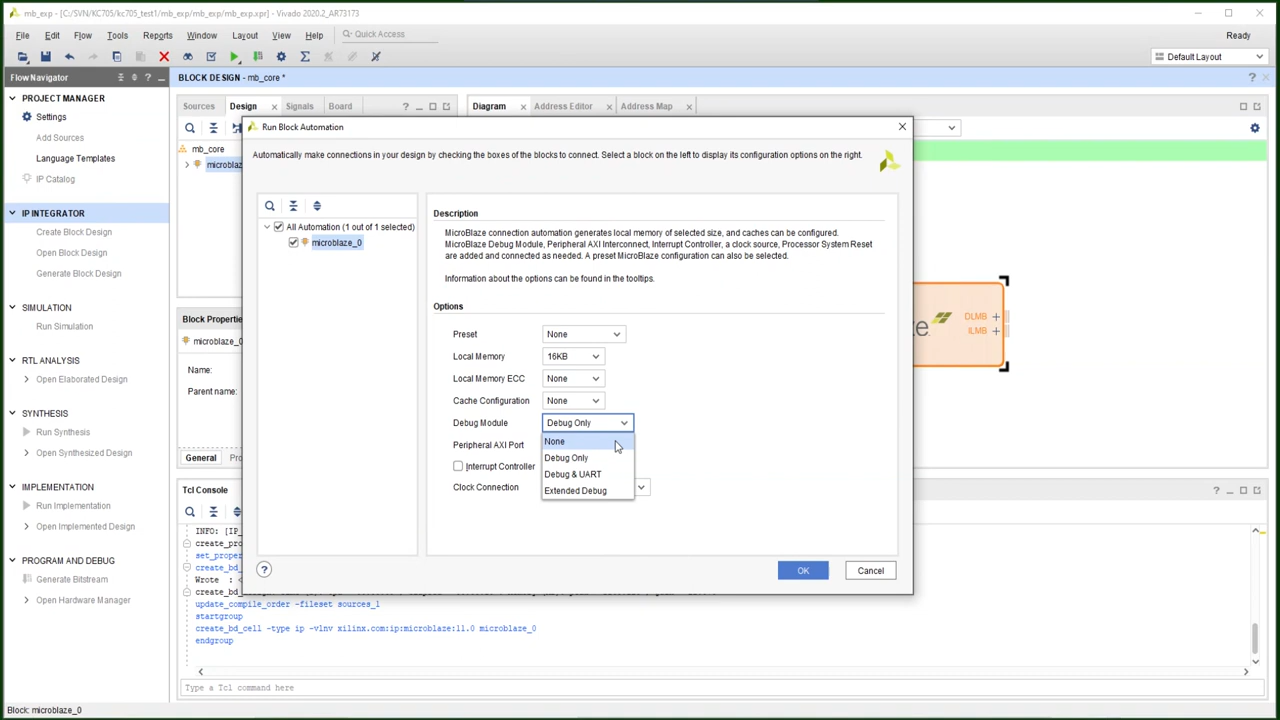 mb_exp - [C:/SVN/KC705/kc705_test1/mb_exp/mb_exp/mb_exp.xpr] - Vivado 2020.2_AR73173
File Edit Flow Tools Reports Window Layout View Help Quick Access Ready
Default Layout
Flow Navigator
BLOCK DESIGN - mb_core *
PROJECT MANAGER
Settings
Add Sources
Language Templates
IP Catalog
IP INTEGRATOR
Create Block Design
Open Block Design
Generate Block Design
SIMULATION
Run Simulation
RTL ANALYSIS
Open Elaborated Design
SYNTHESIS
Run Synthesis
Open Synthesized Design
IMPLEMENTATION
Run Implementation
Open Implemented Design
PROGRAM AND DEBUG
Generate Bitstream
Open Hardware Manager
Sources Design Signals Board
Diagram Address Editor Address Map
mb_core
microblaz
Block Properti
microblaze_0
Name:
Parent name:
General
DLMB
ILMB
Run Block Automation
Automatically make connections in your design by checking the boxes of the blocks to connect. Select a block on the left to display its configuration options on the right.
All Automation (1 out of 1 selected)
microblaze_0
Description
MicroBlaze connection automation generates local memory of selected size, and caches can be configured.
MicroBlaze Debug Module, Peripheral AXI Interconnect, Interrupt Controller, a clock source, Processor System Reset
are added and connected as needed. A preset MicroBlaze configuration can also be selected.
Information about the options can be found in the tooltips.
Options
Preset None
Local Memory 16KB
Local Memory ECC None
Cache Configuration None
Debug Module Debug Only
None
Debug Only
Debug & UART
Extended Debug
Peripheral AXI Port
Interrupt Controller
Clock Connection
OK Cancel
Tcl Console
INFO: [IP_
create_pro
set_proper
create_bd_
Wrote : <
create_bd_
update_compile_order -fileset sources_1
startgroup
create_bd_cell -type ip -vlnv xilinx.com:ip:microblaze:11.0 microblaze_0
endgroup
Type a Tcl command here
Block: microblaze_0